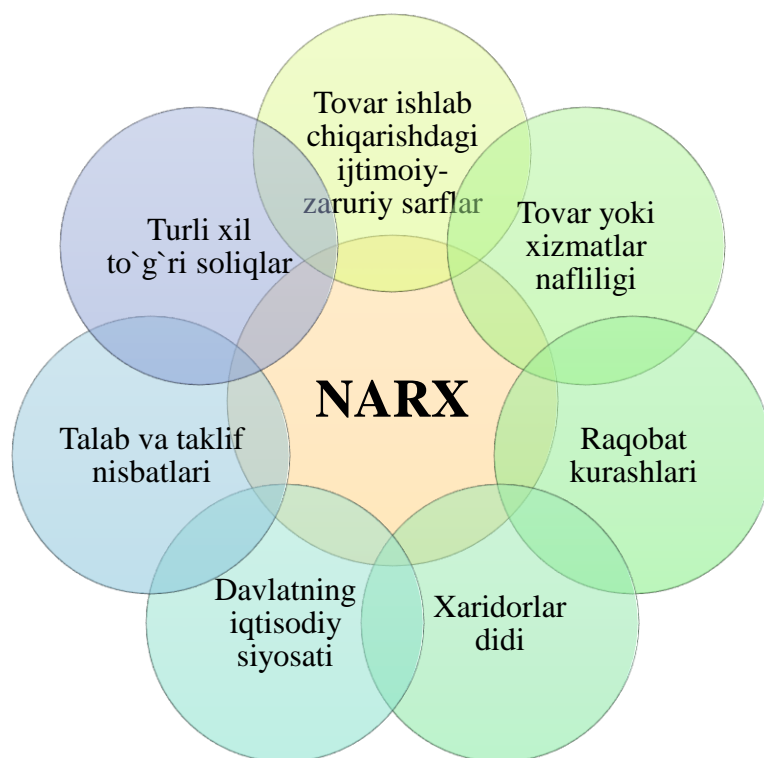 Tovar ishlab
chiqarishdagi
ijtimoiy-
zaruriy sarflar
Tovar yoki
xizmatlar
nafliligi
Raqobat
kurashlari
Xaridorlar
didi
Davlatning
iqtisodiy
siyosati
Talab va taklif
nisbatlari
Turli xil
to`g`ri soliqlar
NARX